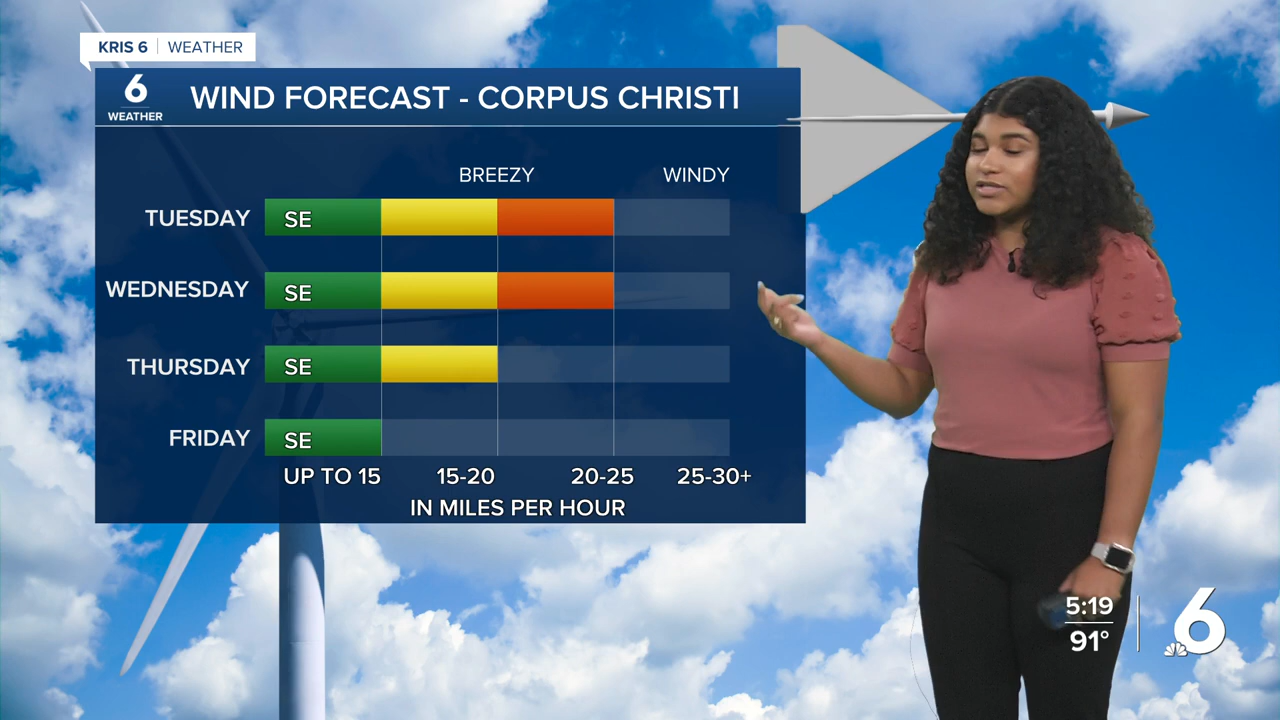 KRIS 6 | WEATHER
6
WEATHER
WIND FORECAST - CORPUS CHRISTI
BREEZY WINDY
TUESDAY SE
WEDNESDAY SE
THURSDAY SE
FRIDAY SE
UP TO 15 15-20 20-25 25-30+
IN MILES PER HOUR
5:19
91°
6